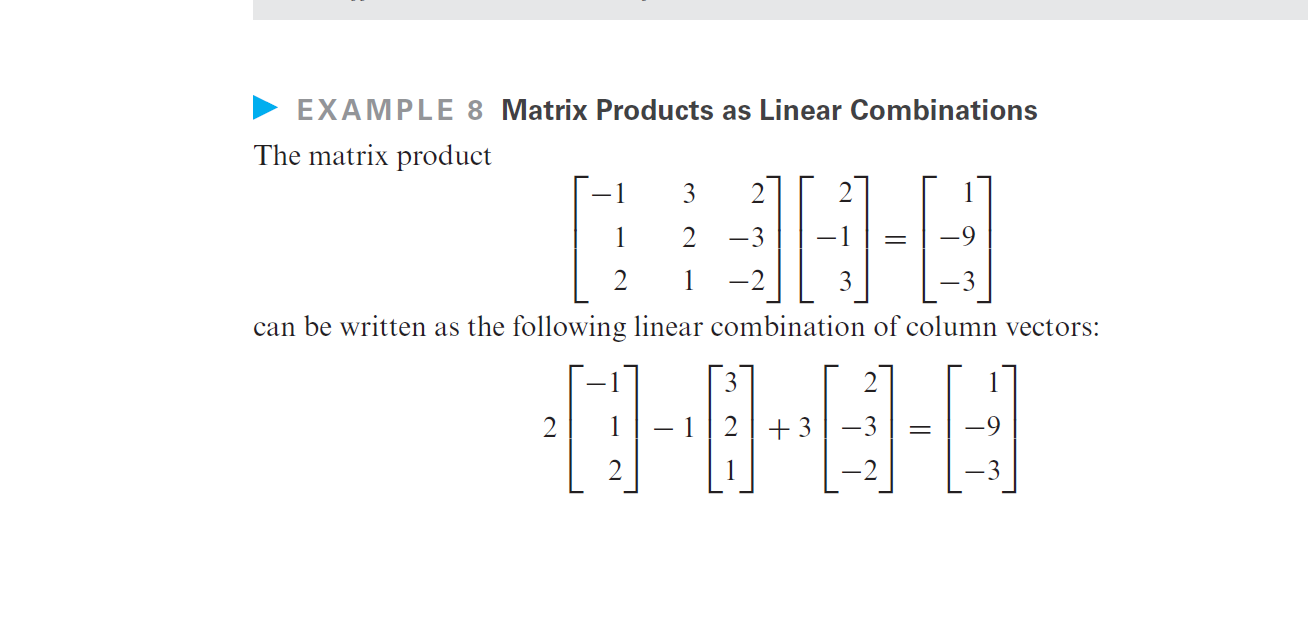 EXAMPLE 8 Matrix Products as Linear Combinations
The matrix product
[−1 3 2] [2] [1]
[1 2 −3] [−1] = [−9]
[2 1 −2] [3] [−3]
can be written as the following linear combination of column vectors:
[−1] [3] [2] [1]
2 [1] − 1 [2] + 3 [−3] = [−9]
[2] [1] [−2] [−3]